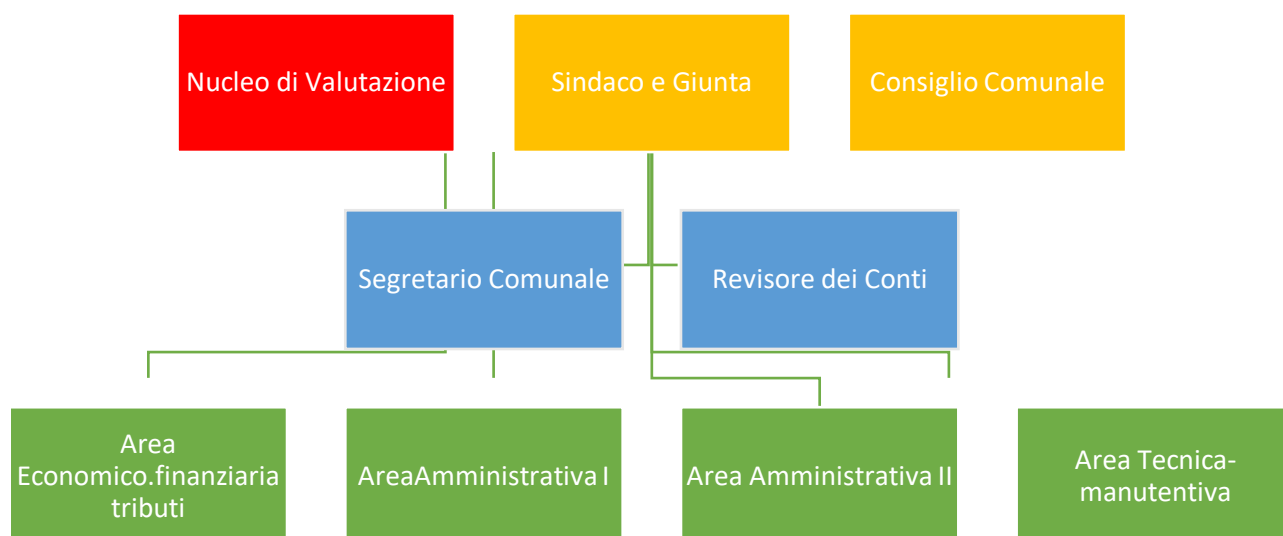 Nucleo di Valutazione
Sindaco e Giunta
Consiglio Comunale
Segretario Comunale
Revisore dei Conti
Area
Economico.finanziaria
tributi
AreaAmministrativa I
Area Amministrativa II
Area Tecnica-
manutentiva